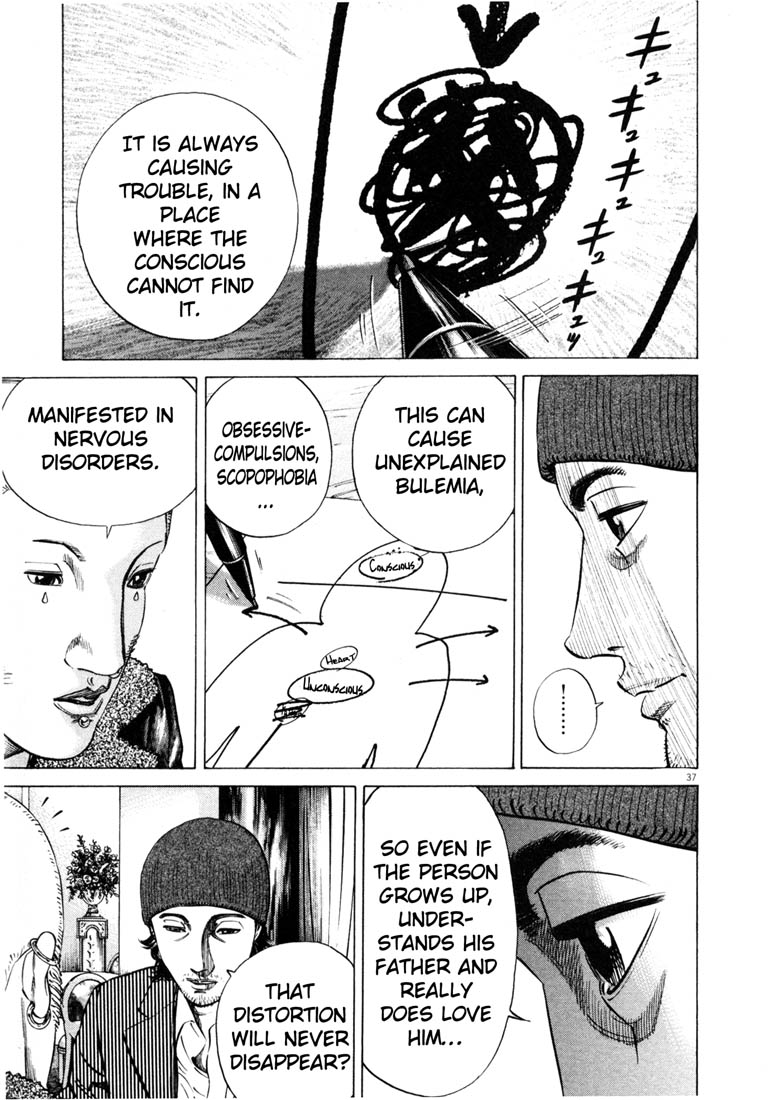 キュ
キュ
キュ
キュ
キュッ
IT IS ALWAYS
CAUSING
TROUBLE, IN A
PLACE
WHERE THE
CONSCIOUS
CANNOT FIND
IT.
!......
THIS CAN
CAUSE
UNEXPLAINED
BULEMIA,
OBSESSIVE-
COMPULSIONS,
SCOPOPHOBIA
...
CONSCIOUS
HEART
UNCONSCIOUS
MANIFESTED IN
NERVOUS
DISORDERS.
37
SO EVEN IF
THE PERSON
GROWS UP,
UNDER-
STANDS HIS
FATHER AND
REALLY
DOES LOVE
HIM...
THAT
DISTORTION
WILL NEVER
DISAPPEAR?